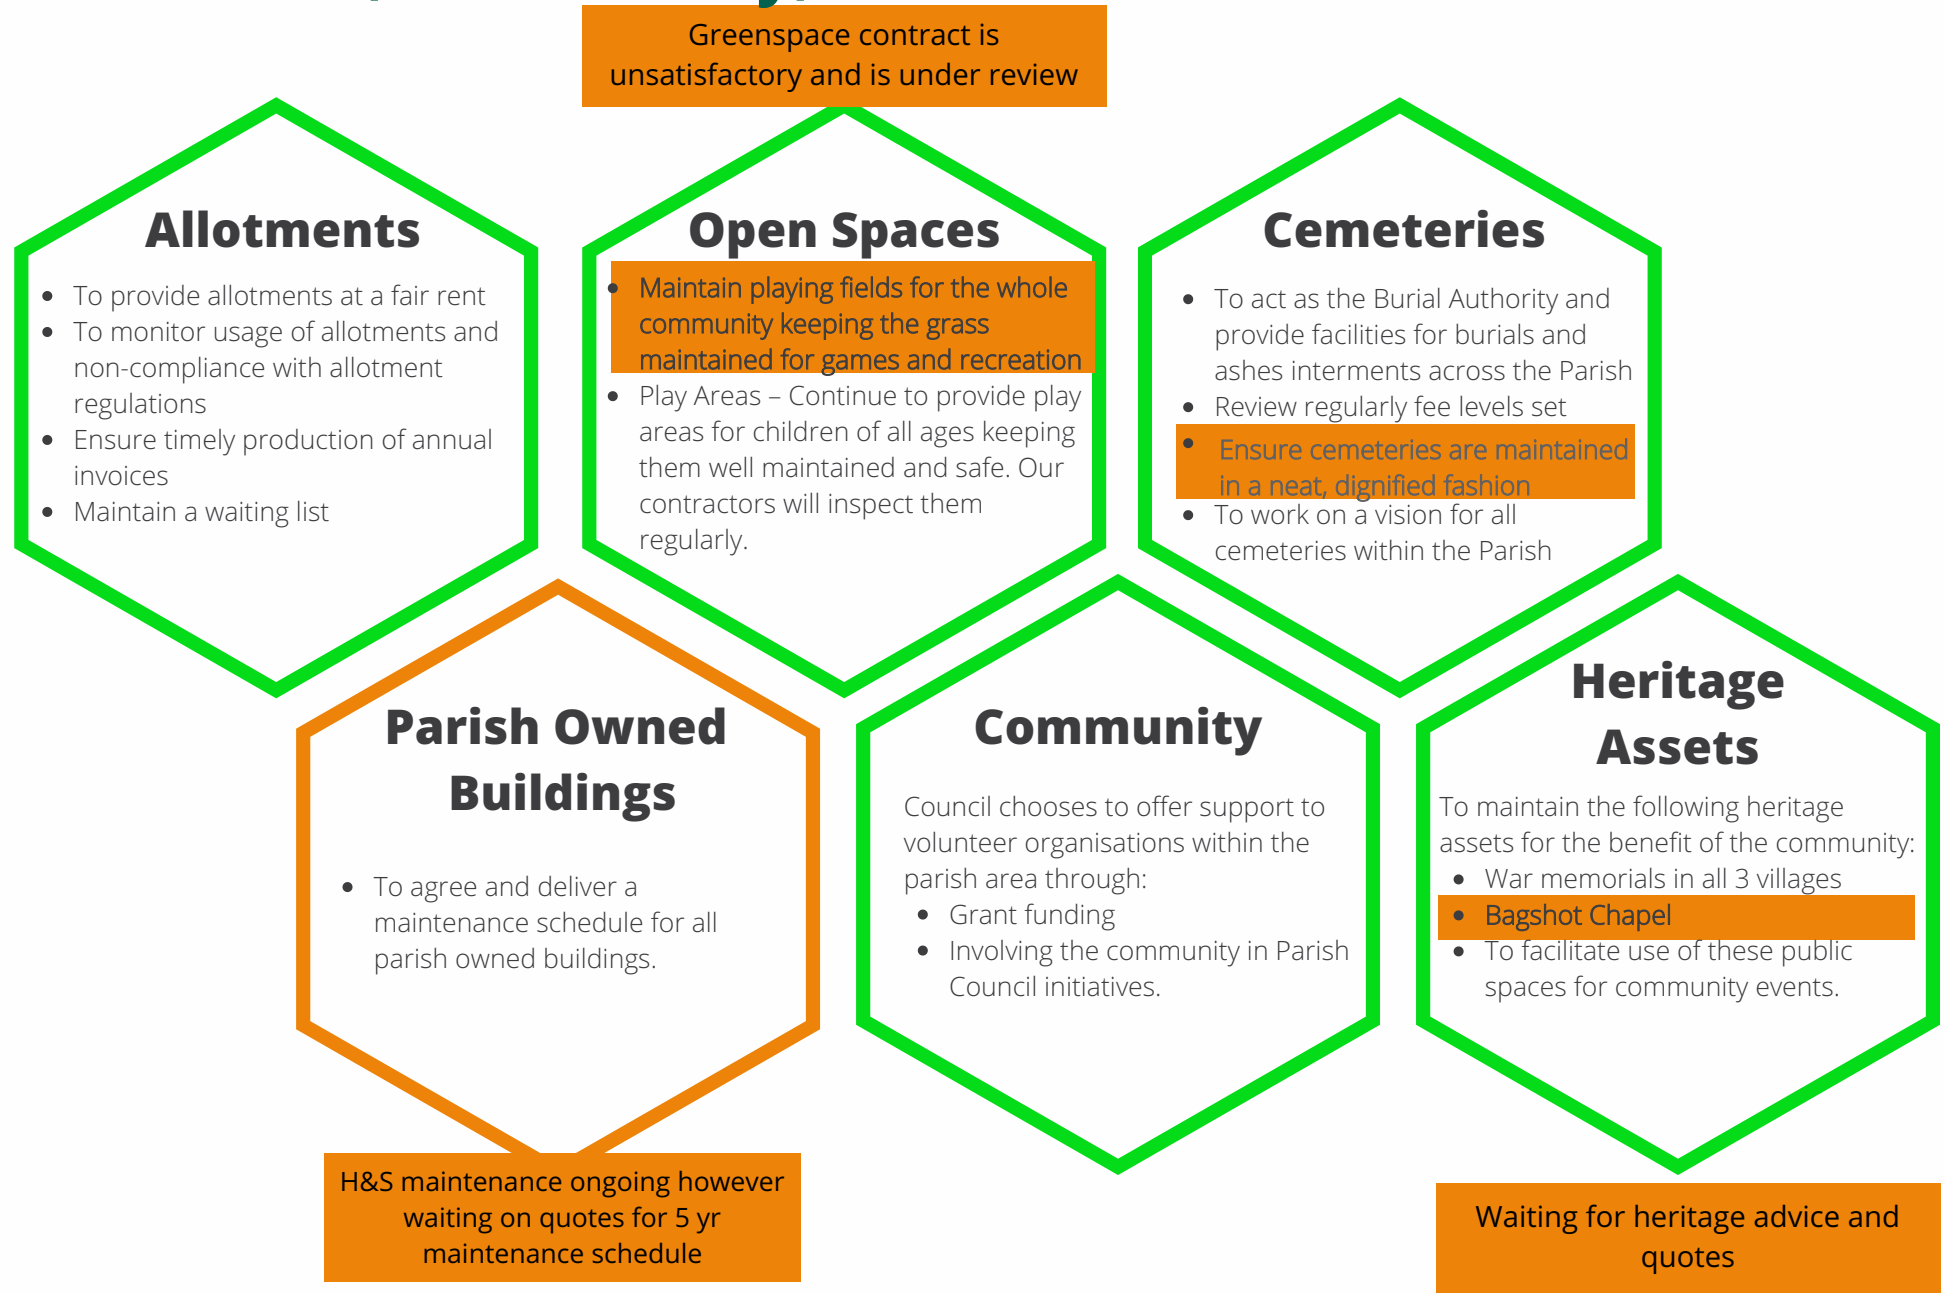 Greenspace contract is
unsatisfactory and is under review
Allotments
• To provide allotments at a fair rent
• To monitor usage of allotments and
non-compliance with allotment
regulations
• Ensure timely production of annual
invoices
• Maintain a waiting list
Open Spaces
• Maintain playing fields for the whole
community keeping the grass
maintained for games and recreation
• Play Areas – Continue to provide play
areas for children of all ages keeping
them well maintained and safe. Our
contractors will inspect them
regularly.
Cemeteries
• To act as the Burial Authority and
provide facilities for burials and
ashes interments across the Parish
• Review regularly fee levels set
• Ensure cemeteries are maintained
in a neat, dignified fashion
• To work on a vision for all
cemeteries within the Parish
Parish Owned
Buildings
• To agree and deliver a
maintenance schedule for all
parish owned buildings.
H&S maintenance ongoing however
waiting on quotes for 5 yr
maintenance schedule
Community
Council chooses to offer support to
volunteer organisations within the
parish area through:
• Grant funding
• Involving the community in Parish
Council initiatives.
Heritage
Assets
To maintain the following heritage
assets for the benefit of the community:
• War memorials in all 3 villages
• Bagshot Chapel
• To facilitate use of these public
spaces for community events.
Waiting for heritage advice and
quotes